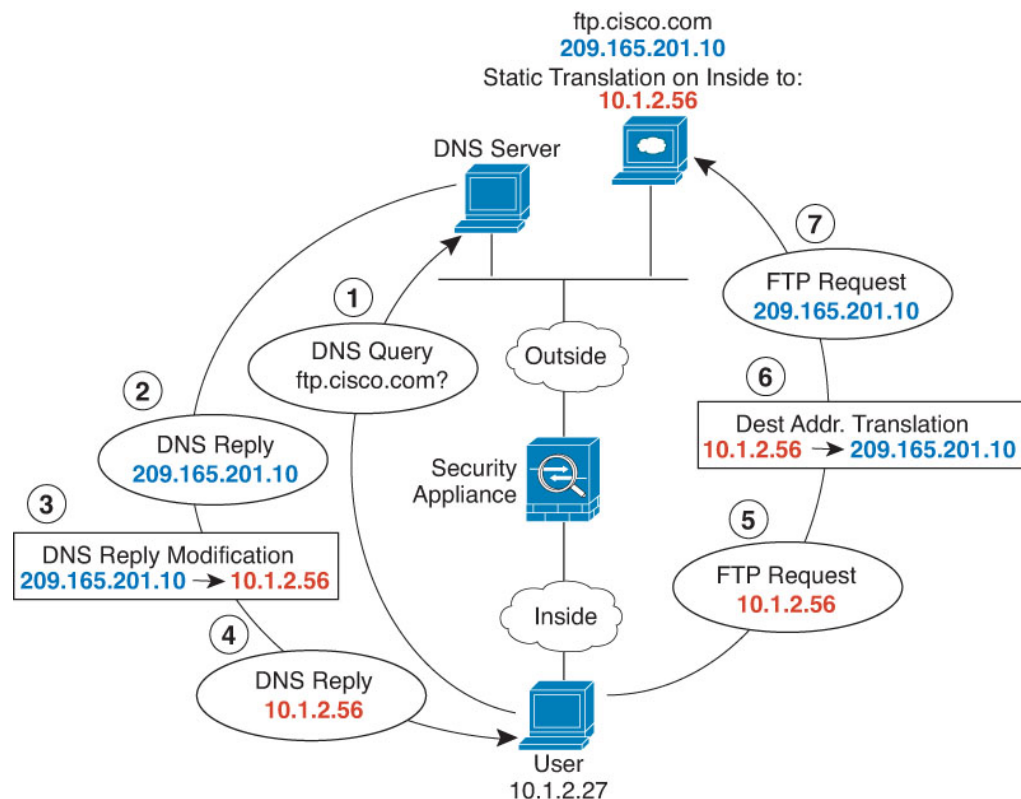 ftp.cisco.com
209.165.201.10
Static Translation on Inside to:
10.1.2.56
DNS Server
7
FTP Request
209.165.201.10
1
DNS Query
ftp.cisco.com?
Outside
2
DNS Reply
209.165.201.10
6
Dest Addr. Translation
10.1.2.56 → 209.165.201.10
Security
Appliance
3
DNS Reply Modification
209.165.201.10 → 10.1.2.56
5
FTP Request
10.1.2.56
Inside
4
DNS Reply
10.1.2.56
User
10.1.2.27